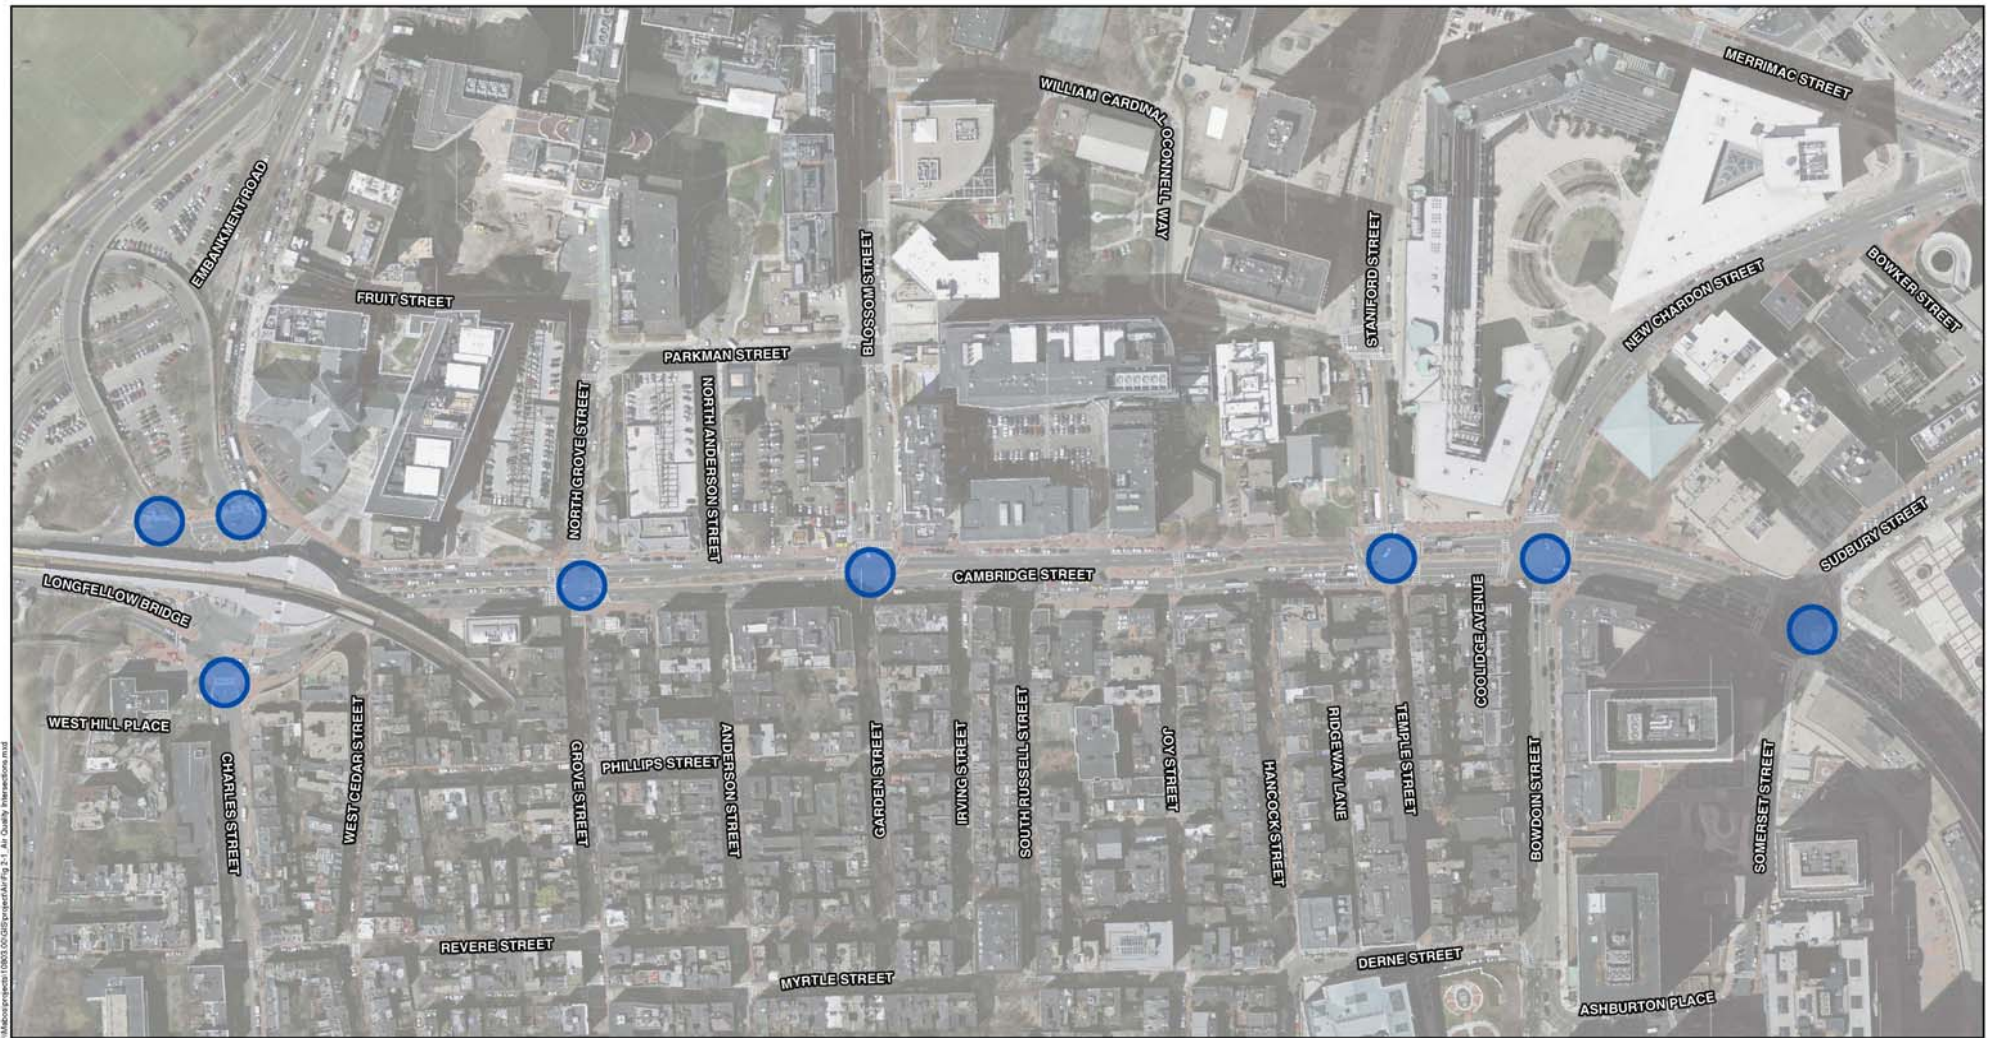 MERRIMAC STREET
WILLIAM CARDINAL OCONNELL WAY
EMBANKMENT ROAD
STANIFORD STREET
BLOSSOM STREET
BOWKER STREET
NEW CHARDON STREET
FRUIT STREET
PARKMAN STREET
NORTH GROVE STREET
NORTH ANDERSON STREET
SUDBURY STREET
CAMBRIDGE STREET
LONGFELLOW BRIDGE
COOLIDGE AVENUE
WEST HILL PLACE
CHARLES STREET
WEST CEDAR STREET
GROVE STREET
PHILLIPS STREET
ANDERSON STREET
GARDEN STREET
IRVING STREET
SOUTH RUSSELL STREET
JOY STREET
HANCOCK STREET
RIDGEWAY LANE
TEMPLE STREET
BOWDOIN STREET
SOMERSET STREET
REVERE STREET
MYRTLE STREET
DERNE STREET
ASHBURTON PLACE